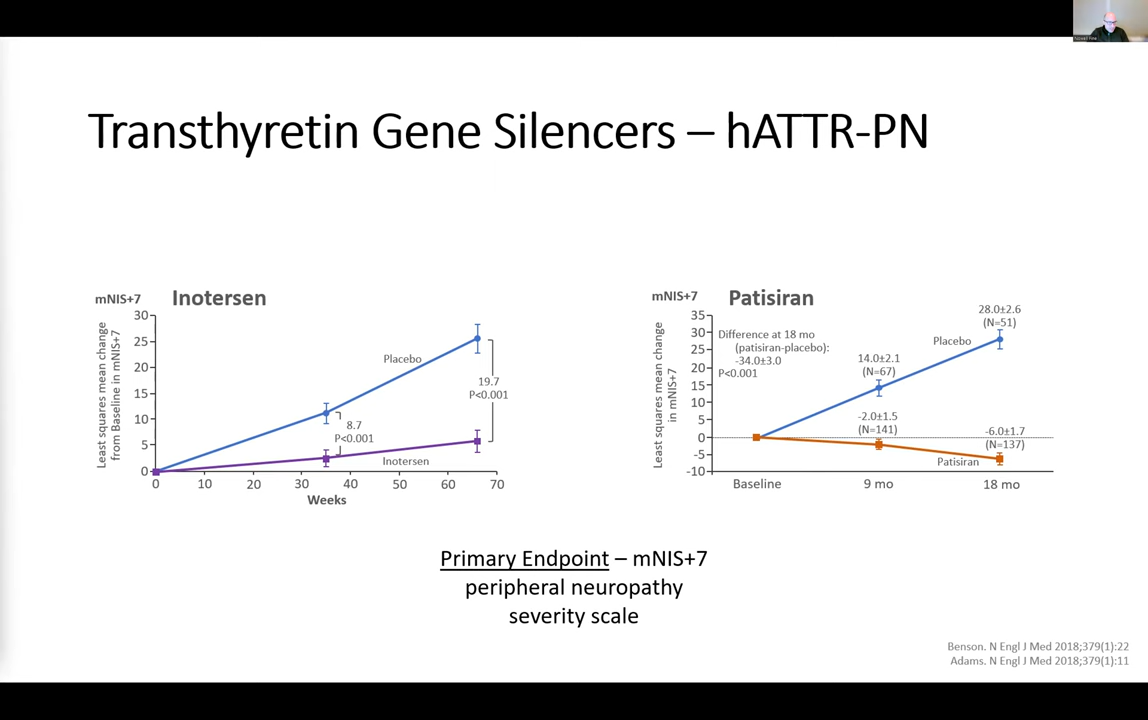 Transthyretin Gene Silencers – hATTR-PN
mNIS+7
Inotersen
Least squares mean change
from Baseline in mNIS+7
30
25
20
15
10
5
0
Placebo
8.7
P<0.001
19.7
P<0.001
Inotersen
0 10 20 30 40 50 60 70
Weeks
mNIS+7
Patisiran
Least squares mean change
in mNIS+7
35
30
25
20
15
10
5
0
-5
-10
Difference at 18 mo
(patisiran-placebo):
-34.0±3.0
P<0.001
28.0±2.6
(N=51)
Placebo
14.0±2.1
(N=67)
-2.0±1.5
(N=141)
-6.0±1.7
(N=137)
Patisiran
Baseline 9 mo 18 mo
Primary Endpoint – mNIS+7
peripheral neuropathy
severity scale
Benson. N Engl J Med 2018;379(1):22
Adams. N Engl J Med 2018;379(1):11